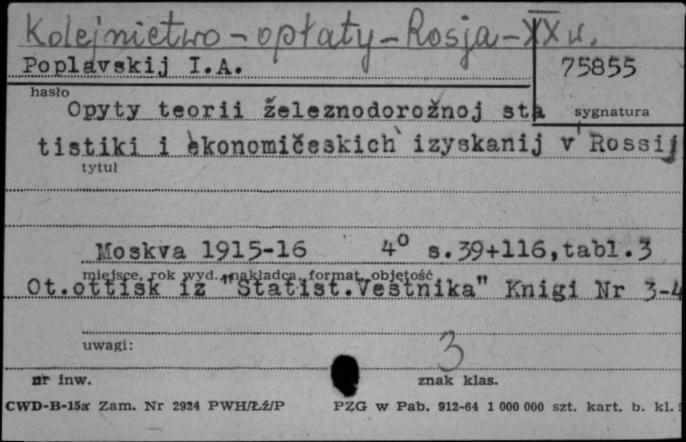 Kolejnictwo - opłaty - Rosja - XX w.
Poplavskij I.A.
75855
hasło
Opyty teorii železnodorožnoj sta
sygnatura
tistiki i ėkonomičeskich izyskanij v Rossij
tytuł
Moskva 1915-16 4° s.39+116,tabl.3
miejsce, rok wyd., nakładca, format, objętość
Ot.ottisk iz "Statist.Vestnika" Knigi Nr 3-4
uwagi:
3
nr inw.
znak klas.
CWD-B-15a Zam. Nr 2924 PWH/Łż/P PZG w Pab. 912-64 1 000 000 szt. kart. b. kl.